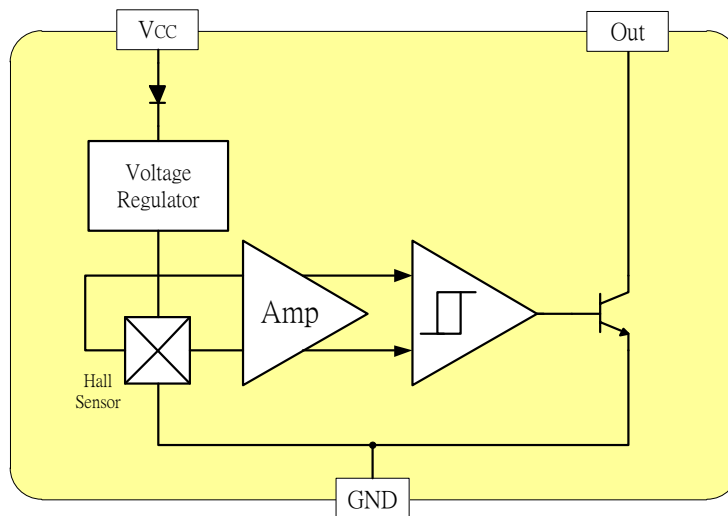 Vcc
Out
Voltage
Regulator
Amp
Hall
Sensor
GND